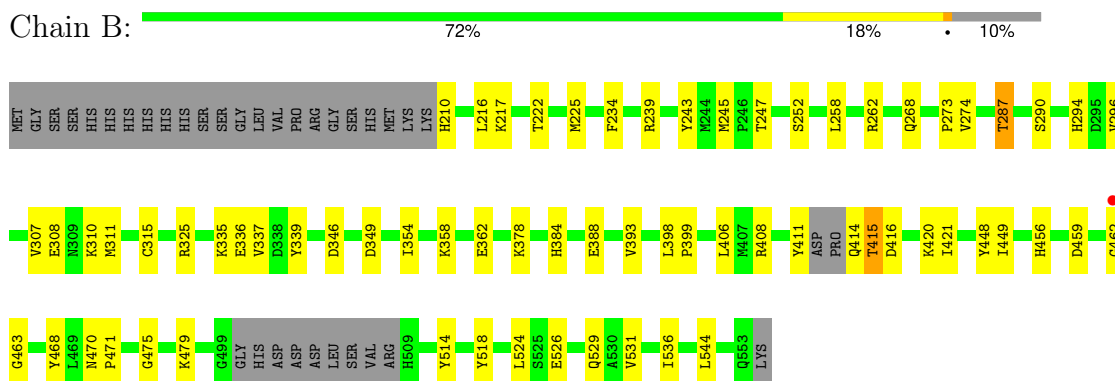 Chain B:
72% 18% • 10%
MET GLY SER SER HIS HIS HIS HIS HIS HIS SER SER GLY LEU VAL PRO ARG GLY SER HIS MET LYS LYS H210 L216 K217 T222 M225 F234 R239 Y243 M244 M245 P246 T247 S252 L258 R262 Q268 P273 V274 T287 S290 H294 D295
V307 E308 N309 K310 M311 C315 R325 K335 E336 V337 D338 Y339 D346 D349 I354 K358 E362 K378 H384 E388 V393 L398 P399 L406 M407 R408 Y411 ASP PRO Q414 T415 D416 K420 I421 Y448 I449 H456 D459
G463 Y468 L469 N470 P471 G475 K479 G499 GLY HIS ASP ASP ASP LEU SER VAL ARG H509 Y514 Y518 L524 S525 E526 Q529 A530 V531 I536 L544 Q553 LYS